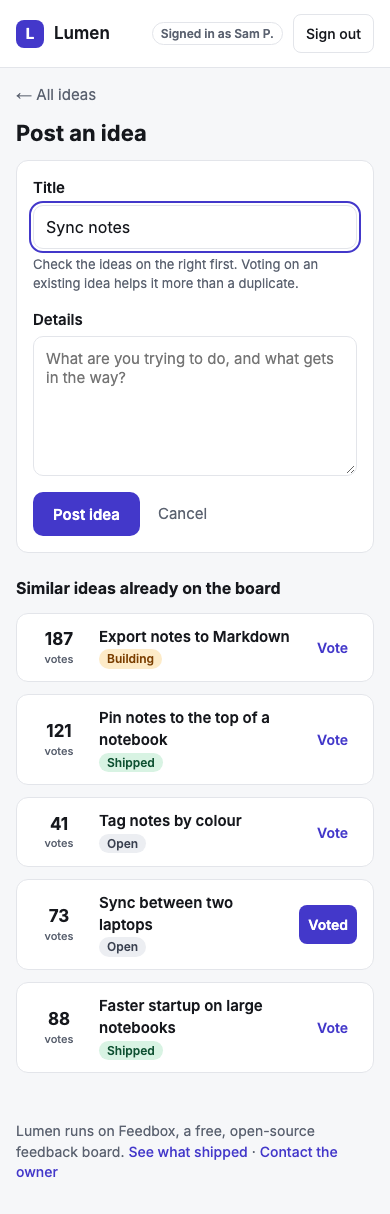 L Lumen Signed in as Sam P. Sign out
← All ideas
Post an idea
Title
Sync notes
Check the ideas on the right first. Voting on an
existing idea helps it more than a duplicate.
Details
What are you trying to do, and what gets
in the way?
Post idea Cancel
Similar ideas already on the board
187 votes
Export notes to Markdown
Building
Vote
121 votes
Pin notes to the top of a
notebook
Shipped
Vote
41 votes
Tag notes by colour
Open
Vote
73 votes
Sync between two
laptops
Open
Voted
88 votes
Faster startup on large
notebooks
Shipped
Vote
Lumen runs on Feedbox, a free, open-source
feedback board. See what shipped · Contact the
owner